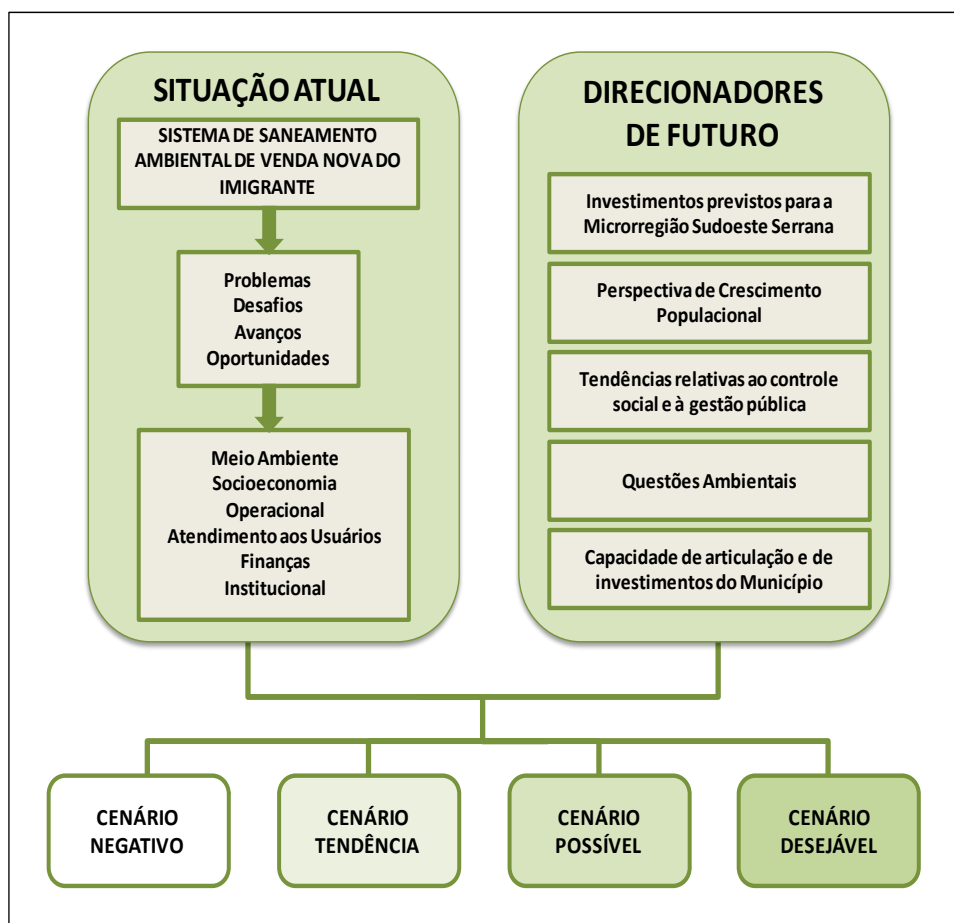 SITUAÇÃO ATUAL
SISTEMA DE SANEAMENTO
AMBIENTAL DE VENDA NOVA DO
IMIGRANTE
Problemas
Desafios
Avanços
Oportunidades
Meio Ambiente
Socioeconomia
Operacional
Atendimento aos Usuários
Finanças
Institucional
DIRECIONADORES
DE FUTURO
Investimentos previstos para a
Microrregião Sudoeste Serrana
Perspectiva de Crescimento
Populacional
Tendências relativas ao controle
social e à gestão pública
Questões Ambientais
Capacidade de articulação e de
investimentos do Município
CENÁRIO
NEGATIVO
CENÁRIO
TENDÊNCIA
CENÁRIO
POSSÍVEL
CENÁRIO
DESEJÁVEL